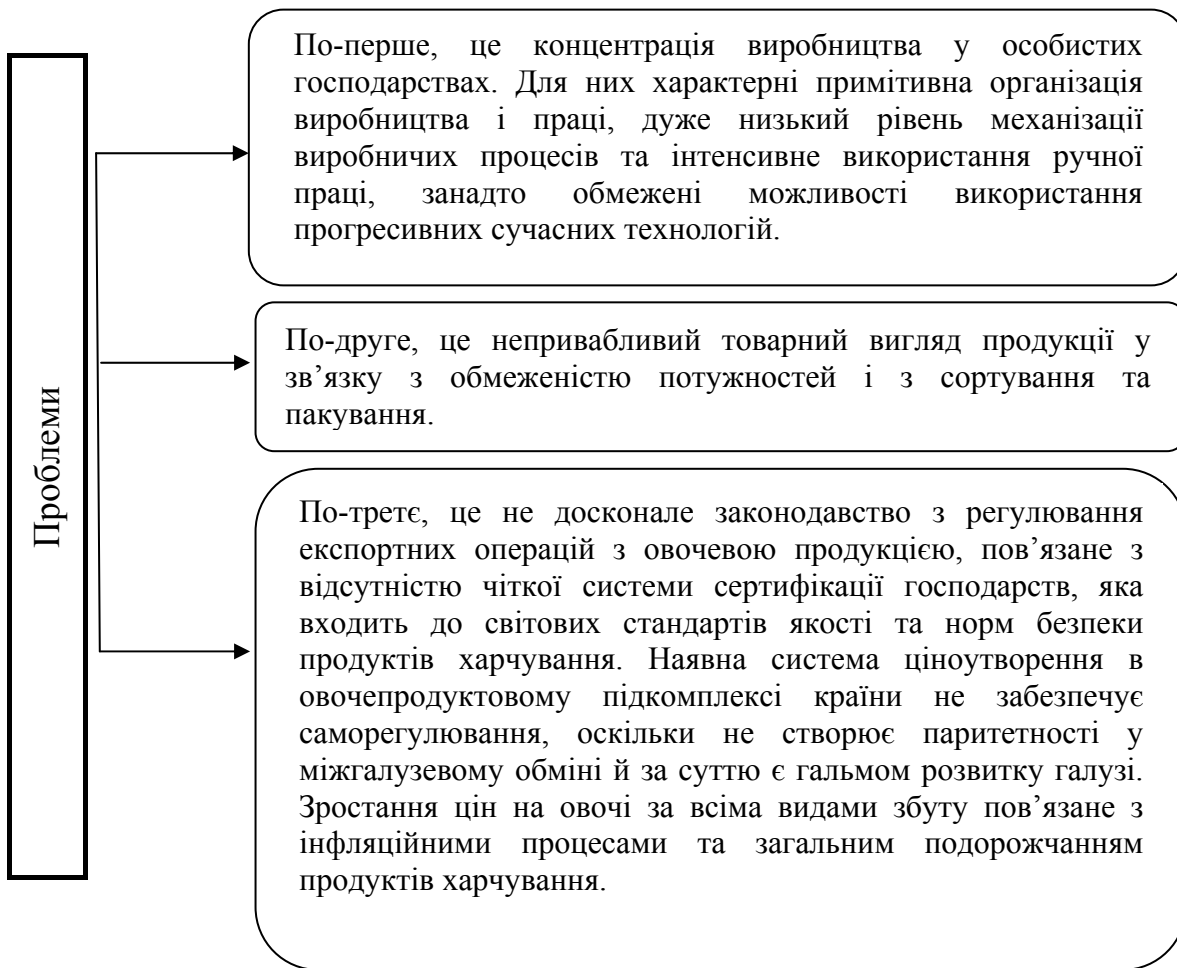 Проблеми
По-перше, це концентрація виробництва у особистих
господарствах. Для них характерні примітивна організація
виробництва і праці, дуже низький рівень механізації
виробничих процесів та інтенсивне використання ручної
праці, занадто обмежені можливості використання
прогресивних сучасних технологій.
По-друге, це непривабливий товарний вигляд продукції у
зв’язку з обмеженістю потужностей і з сортування та
пакування.
По-третє, це не досконале законодавство з регулювання
експортних операцій з овочевою продукцією, пов’язане з
відсутністю чіткої системи сертифікації господарств, яка
входить до світових стандартів якості та норм безпеки
продуктів харчування. Наявна система ціноутворення в
овочепродуктовому підкомплексі країни не забезпечує
саморегулювання, оскільки не створює паритетності у
міжгалузевому обміні й за суттю є гальмом розвитку галузі.
Зростання цін на овочі за всіма видами збуту пов’язане з
інфляційними процесами та загальним подорожчанням
продуктів харчування.